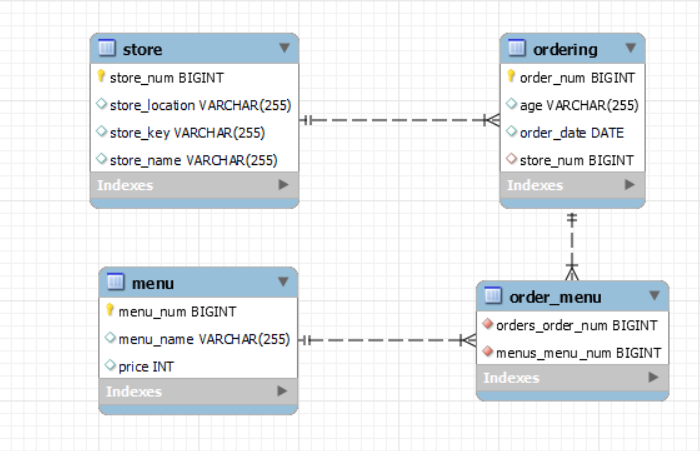 store
store_num BIGINT
store_location VARCHAR(255)
store_key VARCHAR(255)
store_name VARCHAR(255)
Indexes
ordering
order_num BIGINT
age VARCHAR(255)
order_date DATE
store_num BIGINT
Indexes
menu
menu_num BIGINT
menu_name VARCHAR(255)
price INT
Indexes
order_menu
orders_order_num BIGINT
menus_menu_num BIGINT
Indexes